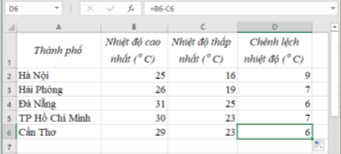 D6 =B6-C6
A B C D
1 Thành phố Nhiệt độ cao nhất (°C) Nhiệt độ thấp nhất (°C) Chênh lệch nhiệt độ (°C)
2 Hà Nội 25 16 9
3 Hải Phòng 26 19 7
4 Đà Nẵng 31 25 6
5 TP Hồ Chí Minh 30 23 7
6 Cần Thơ 29 23 6
7